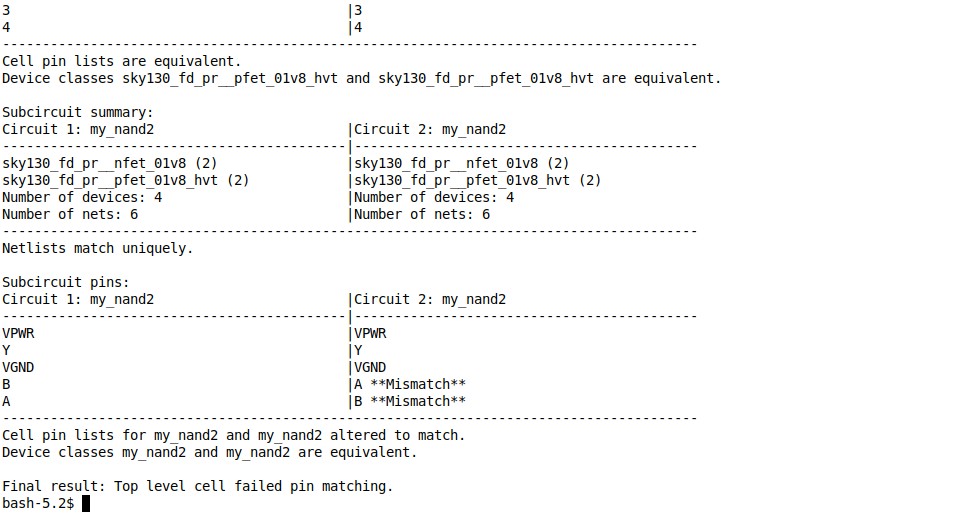 3                                          |3
4                                          |4
---------------------------------------------------------------------------------------
Cell pin lists are equivalent.
Device classes sky130_fd_pr__pfet_01v8_hvt and sky130_fd_pr__pfet_01v8_hvt are equivalent.

Subcircuit summary:
Circuit 1: my_nand2                        |Circuit 2: my_nand2
-------------------------------------------|-------------------------------------------
sky130_fd_pr__nfet_01v8 (2)                |sky130_fd_pr__nfet_01v8 (2)
sky130_fd_pr__pfet_01v8_hvt (2)            |sky130_fd_pr__pfet_01v8_hvt (2)
Number of devices: 4                       |Number of devices: 4
Number of nets: 6                          |Number of nets: 6
---------------------------------------------------------------------------------------
Netlists match uniquely.

Subcircuit pins:
Circuit 1: my_nand2                        |Circuit 2: my_nand2
-------------------------------------------|-------------------------------------------
VPWR                                       |VPWR
Y                                          |Y
VGND                                       |VGND
B                                          |A **Mismatch**
A                                          |B **Mismatch**
---------------------------------------------------------------------------------------
Cell pin lists for my_nand2 and my_nand2 altered to match.
Device classes my_nand2 and my_nand2 are equivalent.

Final result: Top level cell failed pin matching.
bash-5.2$